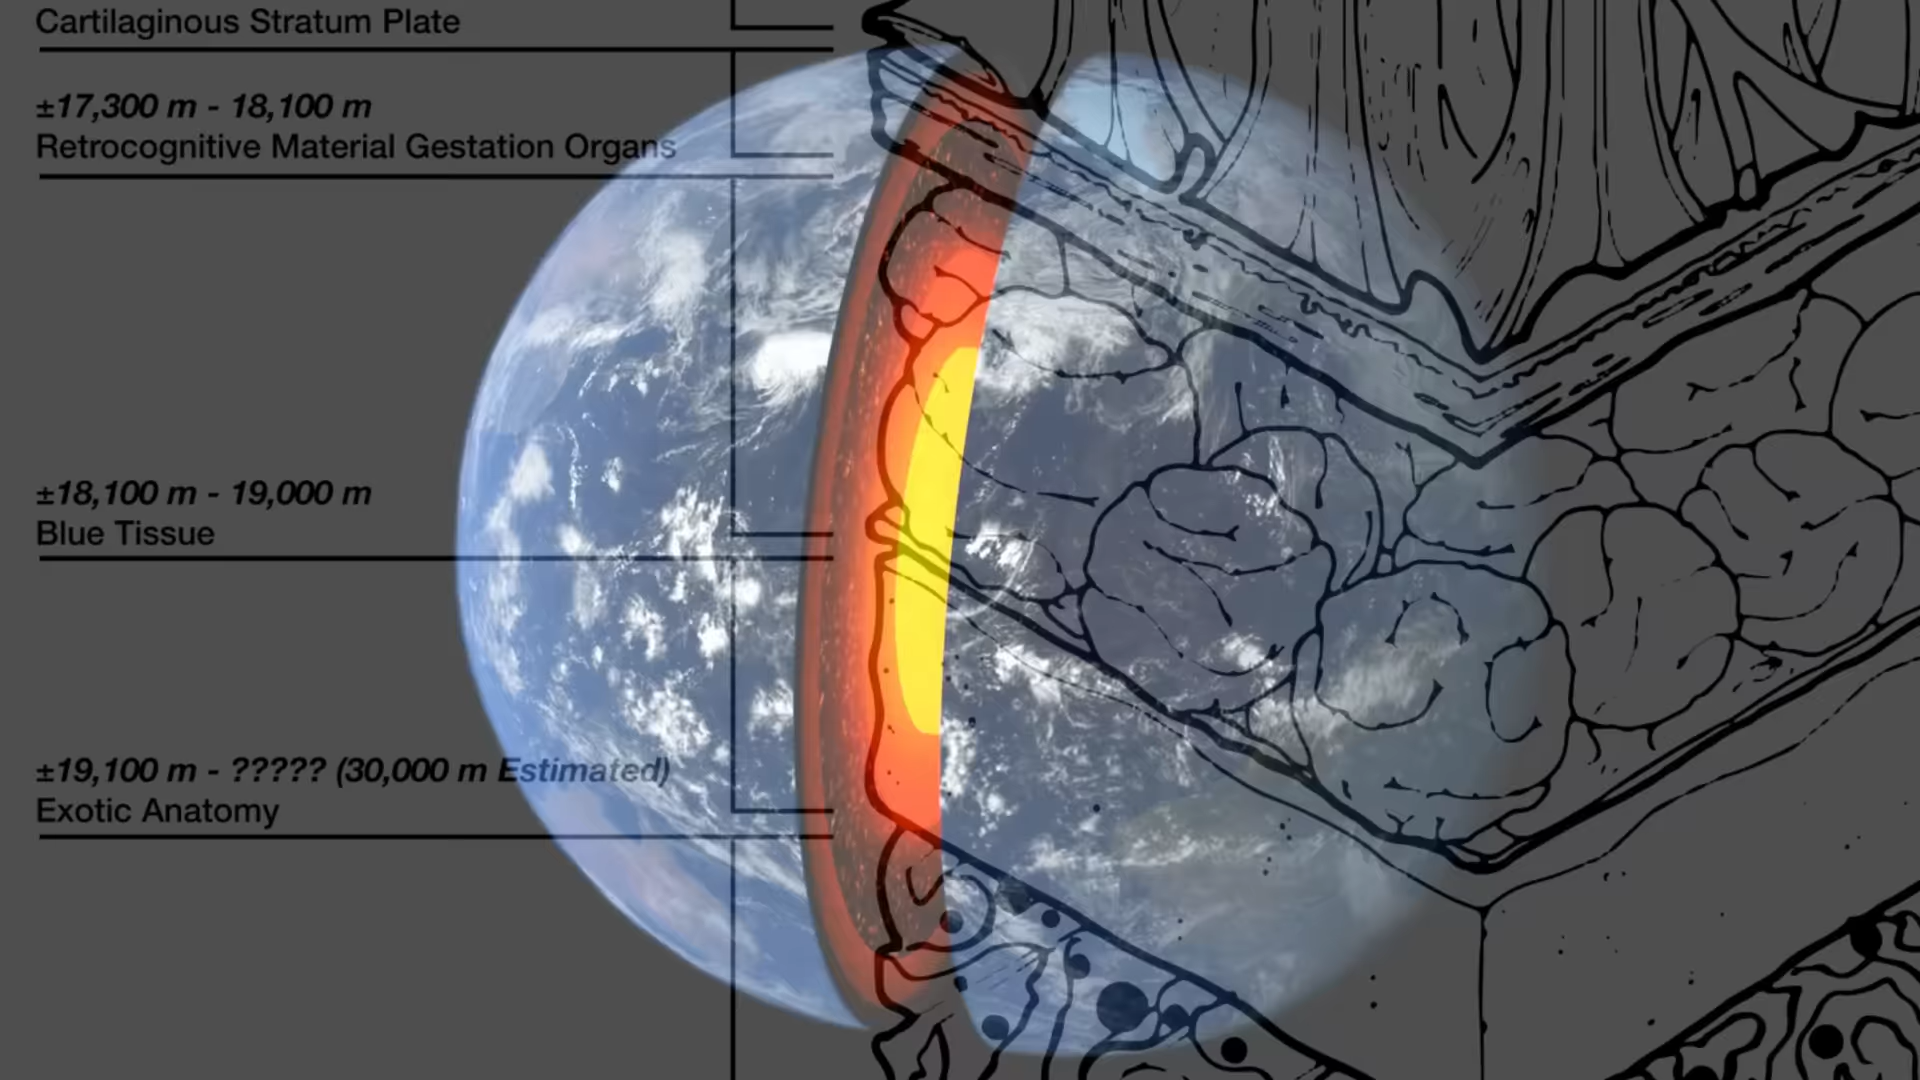 Cartilaginous Stratum Plate
±17,300 m - 18,100 m
Retrocognitive Material Gestation Organs
±18,100 m - 19,000 m
Blue Tissue
±19,100 m - ????? (30,000 m Estimated)
Exotic Anatomy